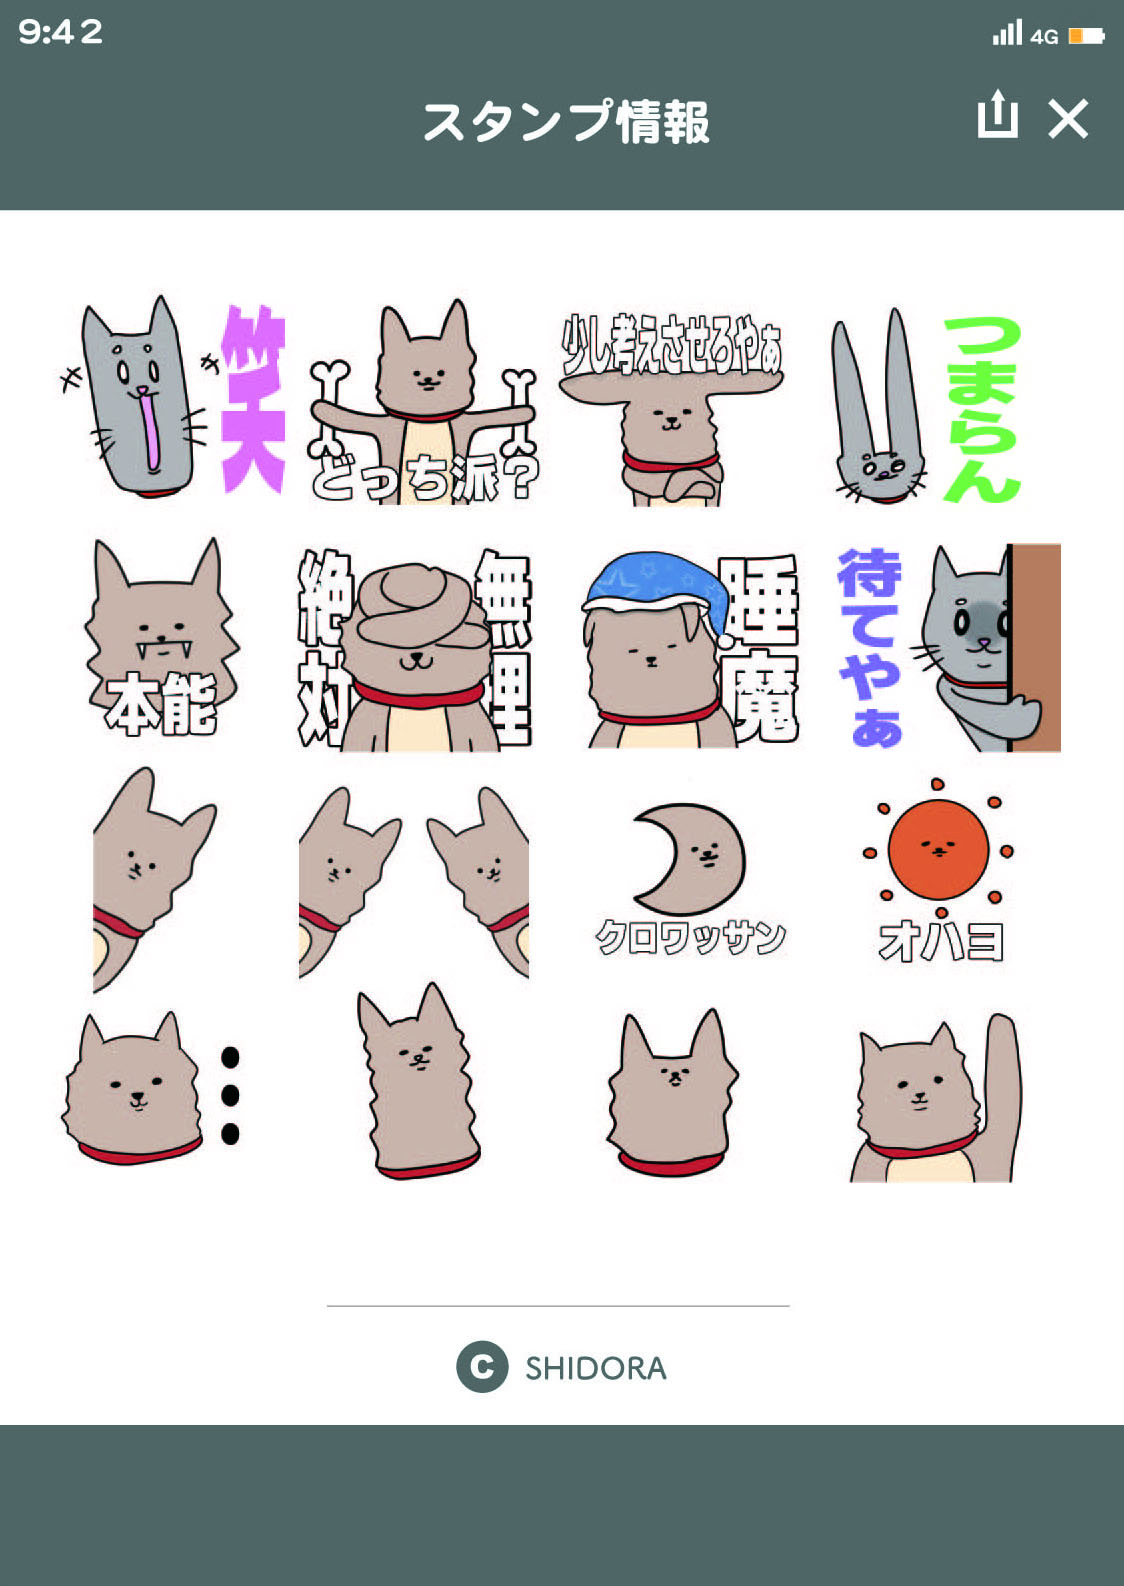 9:42
4G
スタンプ情報
笑
どっち派?
少し考えさせろやぁ
つまらん
本能
絶対
無理
睡魔
待てやぁ
クロワッサン
オハヨ
C SHIDORA